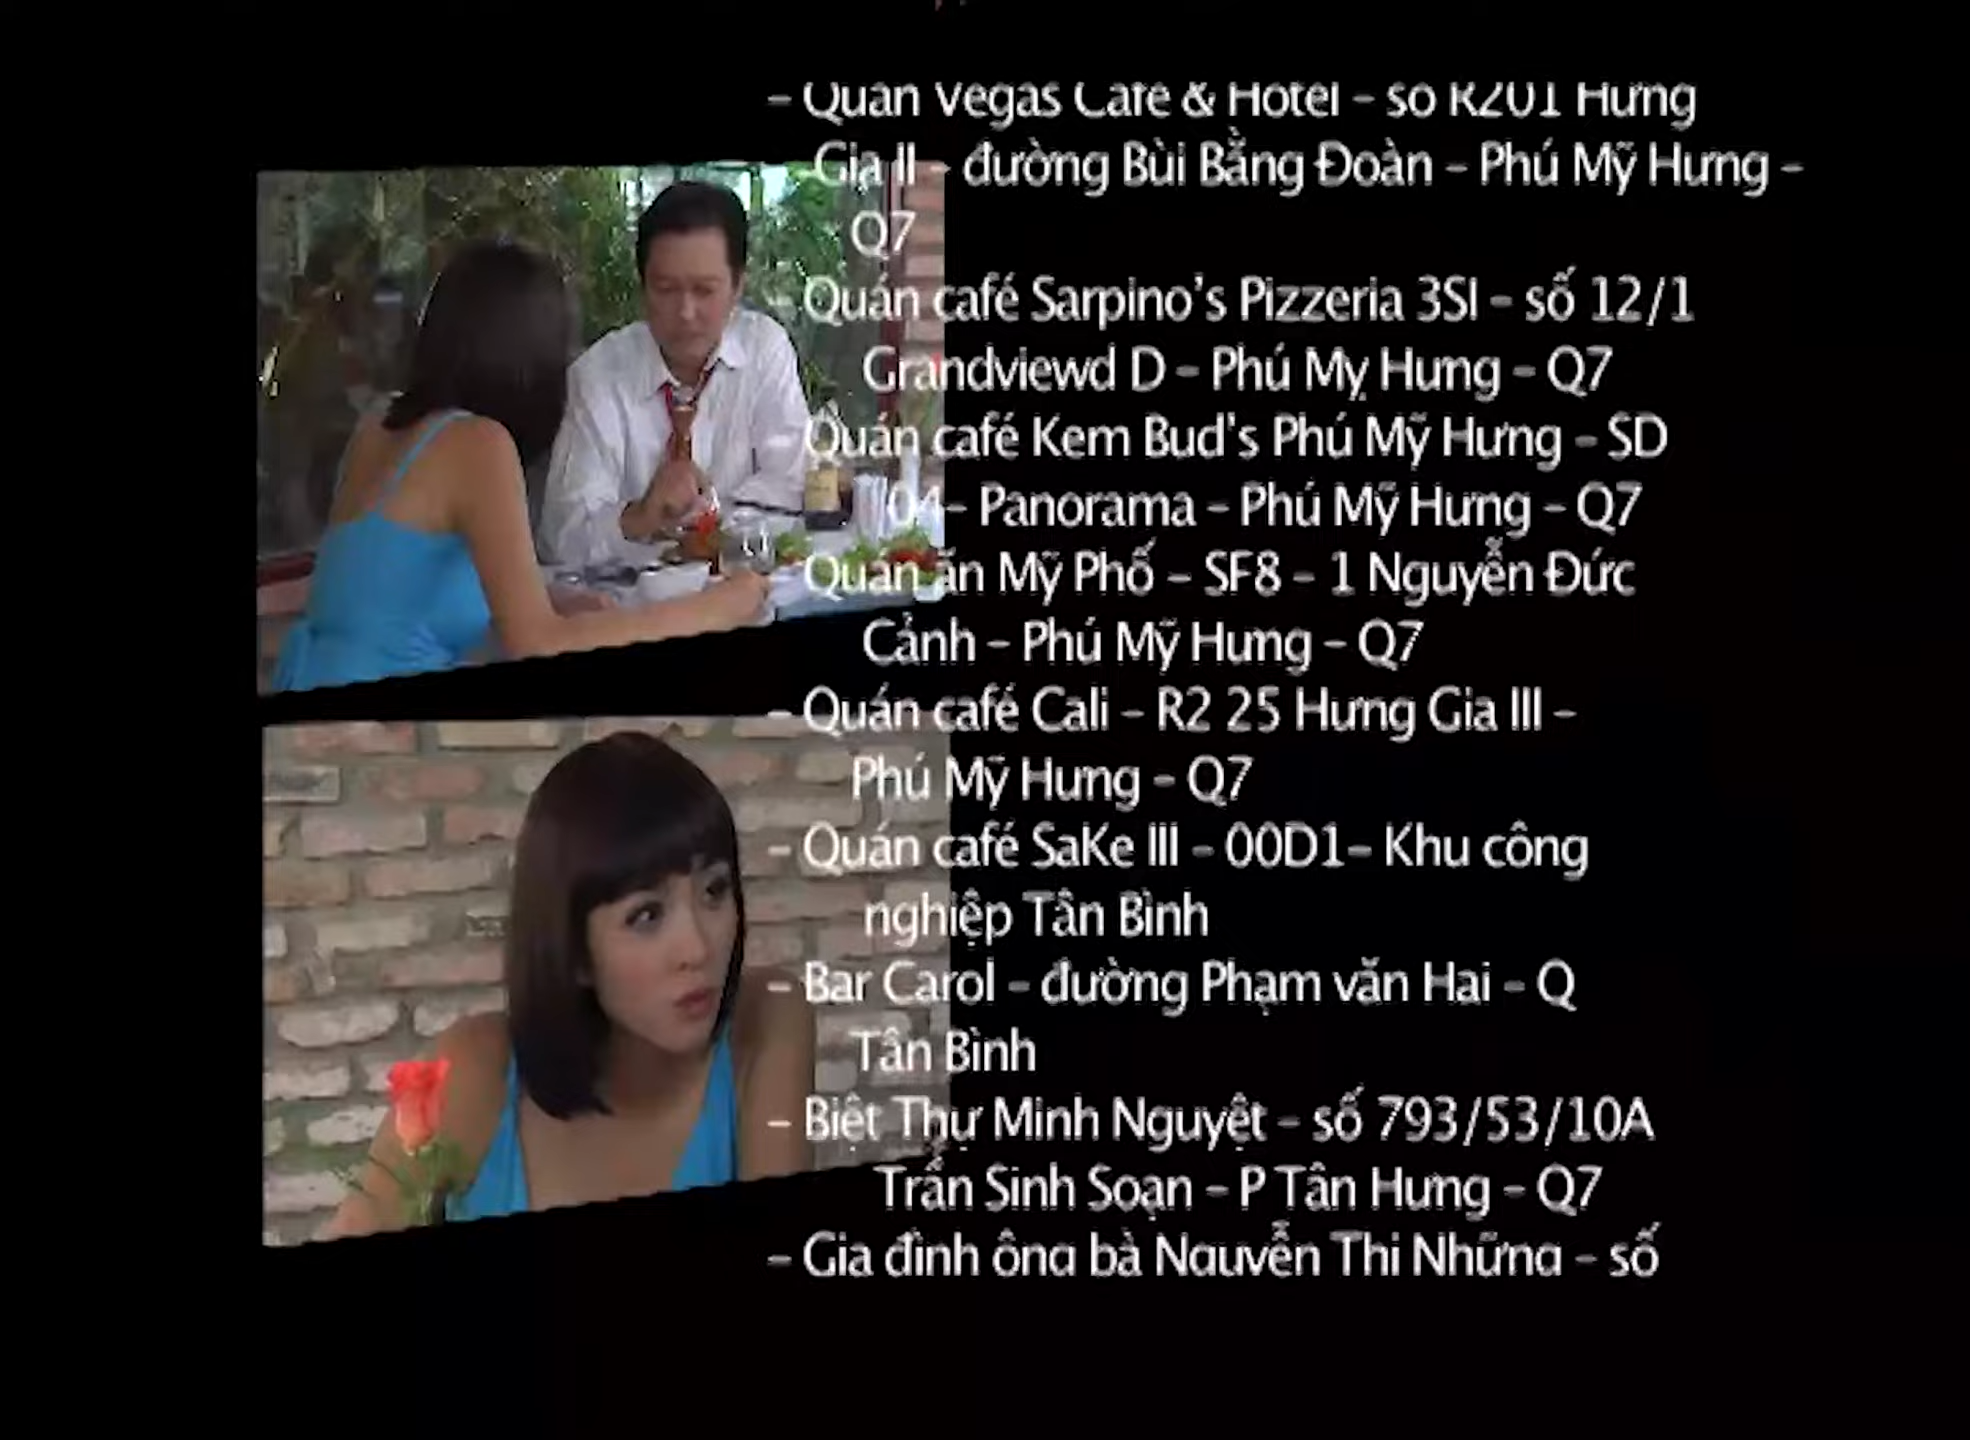 - Quán Vegas Café & Hotel - số R201 Hưng
Gia II - đường Bùi Bằng Đoàn - Phú Mỹ Hưng -
Q7
- Quán café Sarpino's Pizzeria 3SI - số 12/1
Grandviewd D - Phú Mỵ Hưng - Q7
- Quán café Kem Bud's Phú Mỹ Hưng - SD
04- Panorama - Phú Mỹ Hưng - Q7
- Quán ăn Mỹ Phố - SF8 - 1 Nguyễn Đức
Cảnh - Phú Mỹ Hưng - Q7
- Quán café Cali - R2 25 Hưng Gia III -
Phú Mỹ Hưng - Q7
- Quán café SaKe III - 00D1- Khu công
nghiệp Tân Bình
- Bar Carol - đường Phạm văn Hai - Q
Tân Bình
- Biệt Thự Minh Nguyệt - số 793/53/10A
Trần Sinh Soạn - P Tân Hưng - Q7
- Gia đình ông bà Nguyễn Thị Những - số